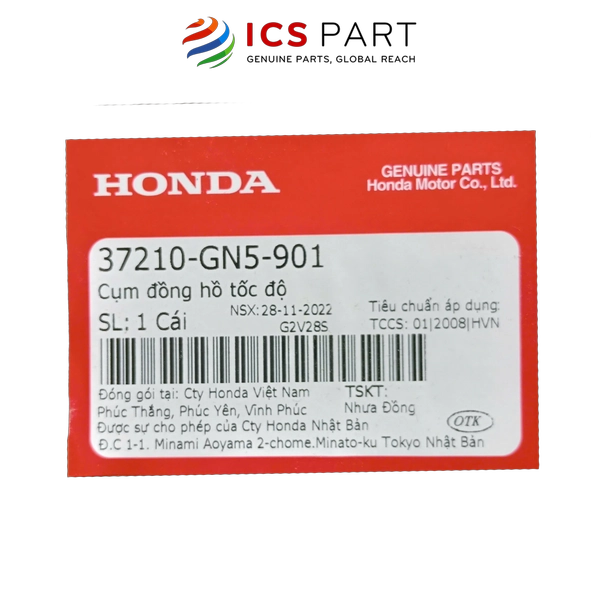 ICS PART
GENUINE PARTS, GLOBAL REACH
HONDA
GENUINE PARTS
Honda Motor Co., Ltd.
37210-GN5-901
Cụm đồng hồ tốc độ
NSX:28-11-2022
Tiêu chuẩn áp dụng:
SL: 1 Cái
G2V28S
TCCS: 01|2008|HVN
Đóng gói tại: Cty Honda Việt Nam
TSKT:
Phúc Thắng, Phúc Yên, Vĩnh Phúc
Nhựa Đồng
Được sự cho phép của Cty Honda Nhật Bản
OTK
Đ.C 1-1. Minami Aoyama 2-chome.Minato-ku Tokyo Nhật Bản